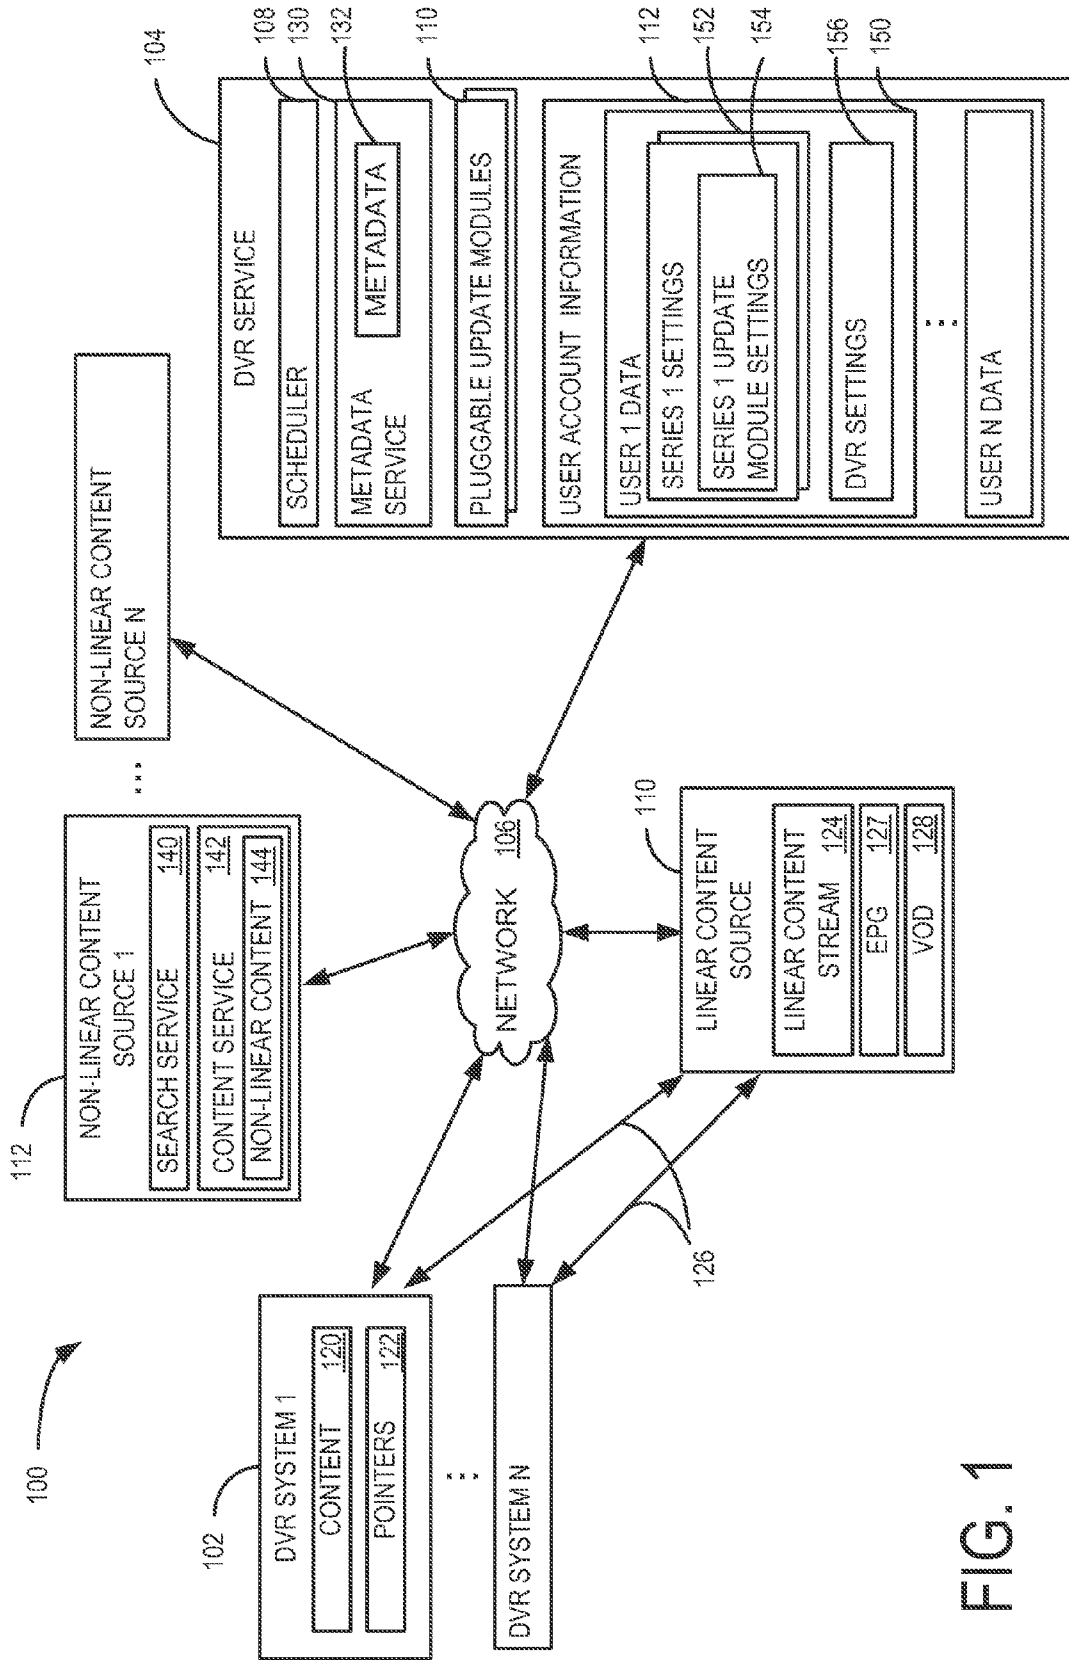 100
102
DVR SYSTEM 1
CONTENT 120
POINTERS 122
...
DVR SYSTEM N
126
112
NON-LINEAR CONTENT
SOURCE 1
SEARCH SERVICE 140
CONTENT SERVICE 142
NON-LINEAR CONTENT 144
...
NON-LINEAR CONTENT
SOURCE N
NETWORK 106
110
LINEAR CONTENT
SOURCE
LINEAR CONTENT
STREAM 124
EPG 127
VOD 128
104
DVR SERVICE
SCHEDULER
108
METADATA
SERVICE
130
METADATA
132
PLUGGABLE UPDATE MODULES
110
USER ACCOUNT INFORMATION
112
USER 1 DATA
SERIES 1 SETTINGS
152
SERIES 1 UPDATE
MODULE SETTINGS
154
DVR SETTINGS
156
150
...
USER N DATA
FIG. 1